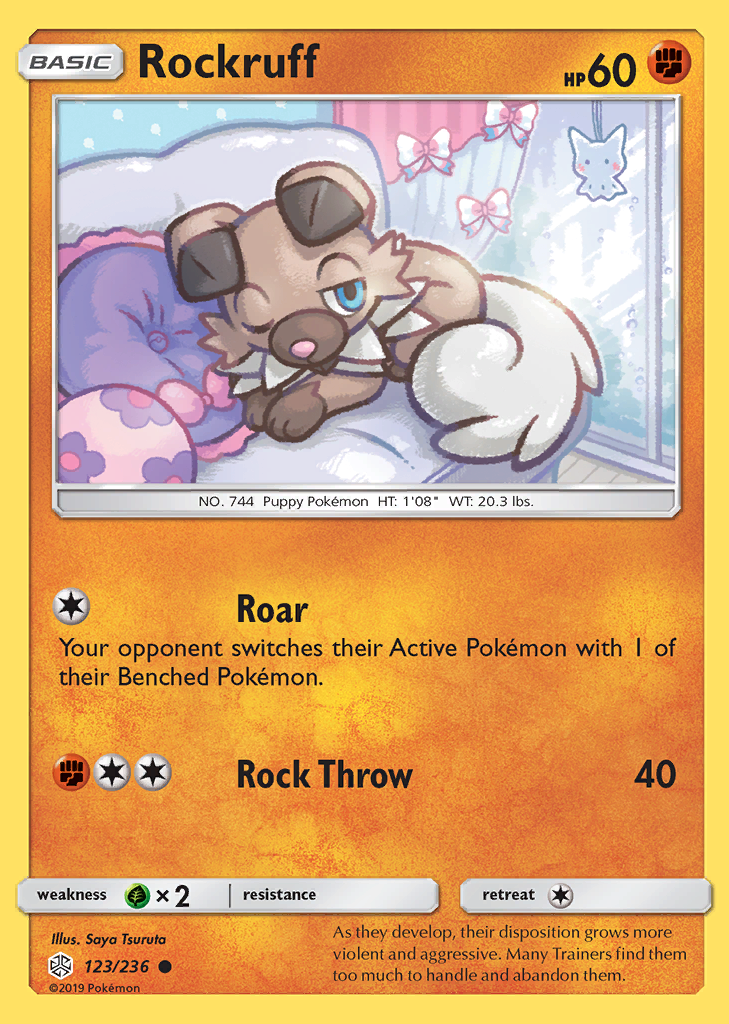 BASIC Rockruff HP60
NO. 744 Puppy Pokémon HT: 1'08" WT: 20.3 lbs.
Roar
Your opponent switches their Active Pokémon with 1 of
their Benched Pokémon.
Rock Throw 40
weakness ×2 resistance retreat
Illus. Saya Tsuruta
123/236
©2019 Pokémon
As they develop, their disposition grows more
violent and aggressive. Many Trainers find them
too much to handle and abandon them.